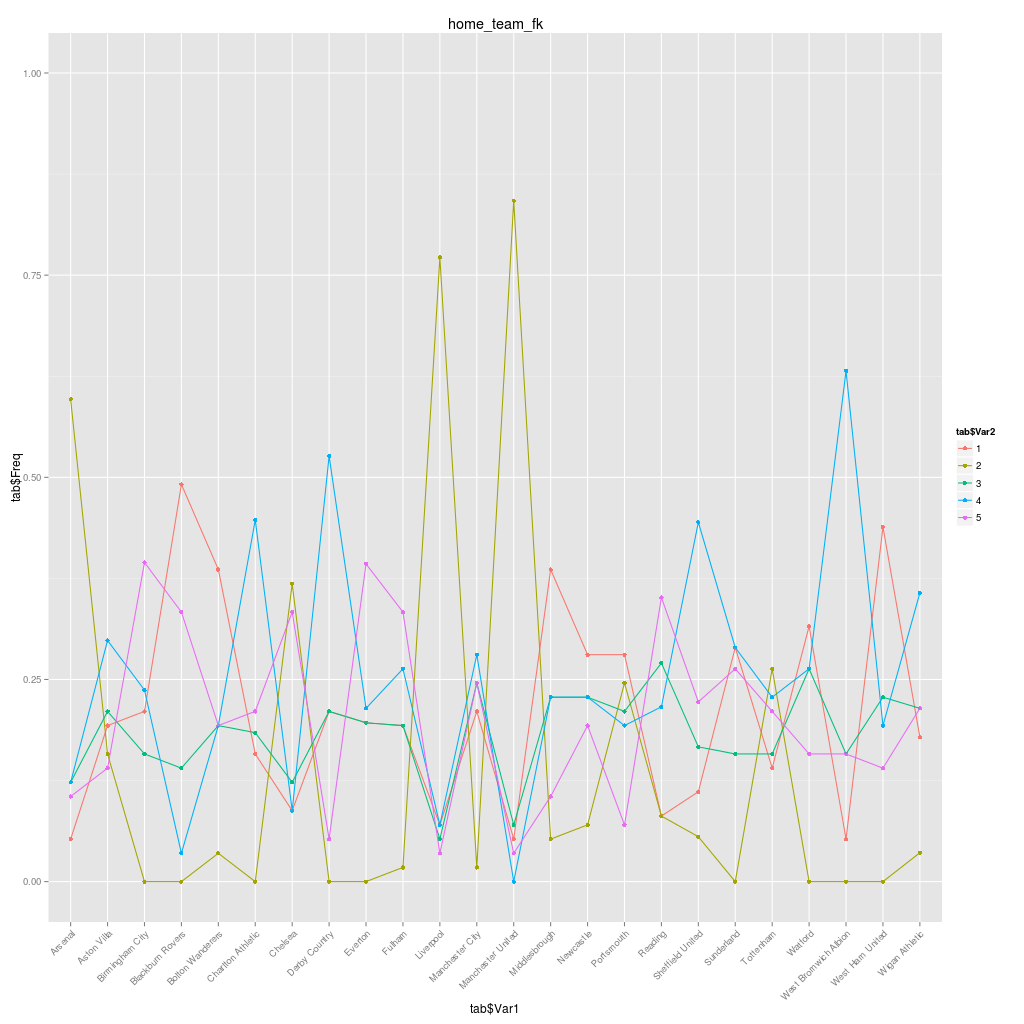 home_team_fk
tab$Freq
1.00
0.75
0.50
0.25
0.00
tab$Var2
1
2
3
4
5
Arsenal
Aston Villa
Birmingham City
Blackburn Rovers
Bolton Wanderers
Charlton Athletic
Chelsea
Derby Country
Everton
Fulham
Liverpool
Manchester City
Manchester United
Middlesbrough
Newcastle
Portsmouth
Reading
Sheffield United
Sunderland
Tottenham
Watford
West Bromwich Albion
West Ham United
Wigan Athletic
tab$Var1